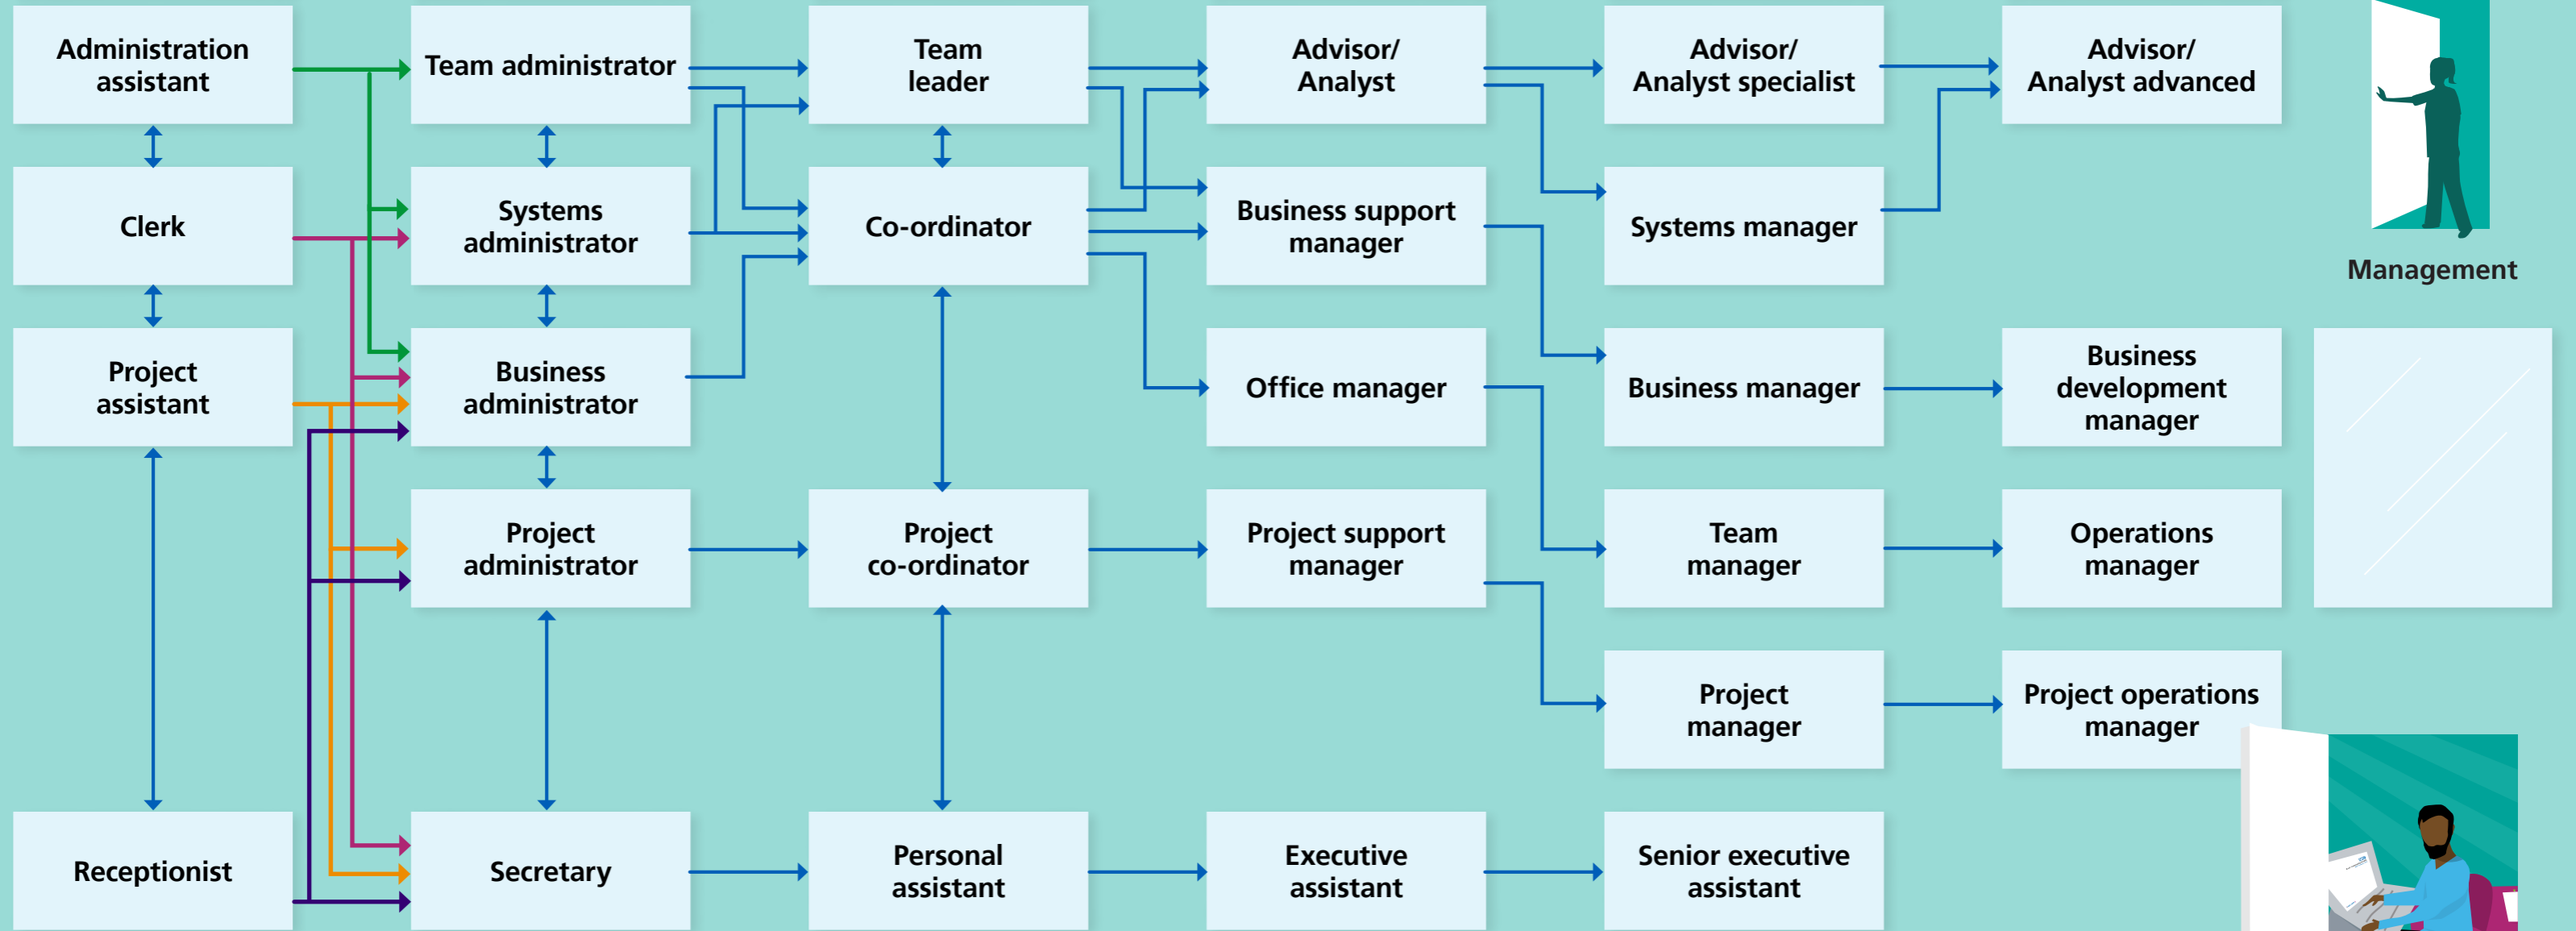 Administration
assistant
Team administrator
Team
leader
Advisor/
Analyst
Advisor/
Analyst specialist
Advisor/
Analyst advanced
Clerk
Systems
administrator
Co-ordinator
Business support
manager
Systems manager
Management
Project
assistant
Business
administrator
Office manager
Business manager
Business
development
manager
Project
administrator
Project
co-ordinator
Project support
manager
Team
manager
Operations
manager
Project
manager
Project operations
manager
Receptionist
Secretary
Personal
assistant
Executive
assistant
Senior executive
assistant